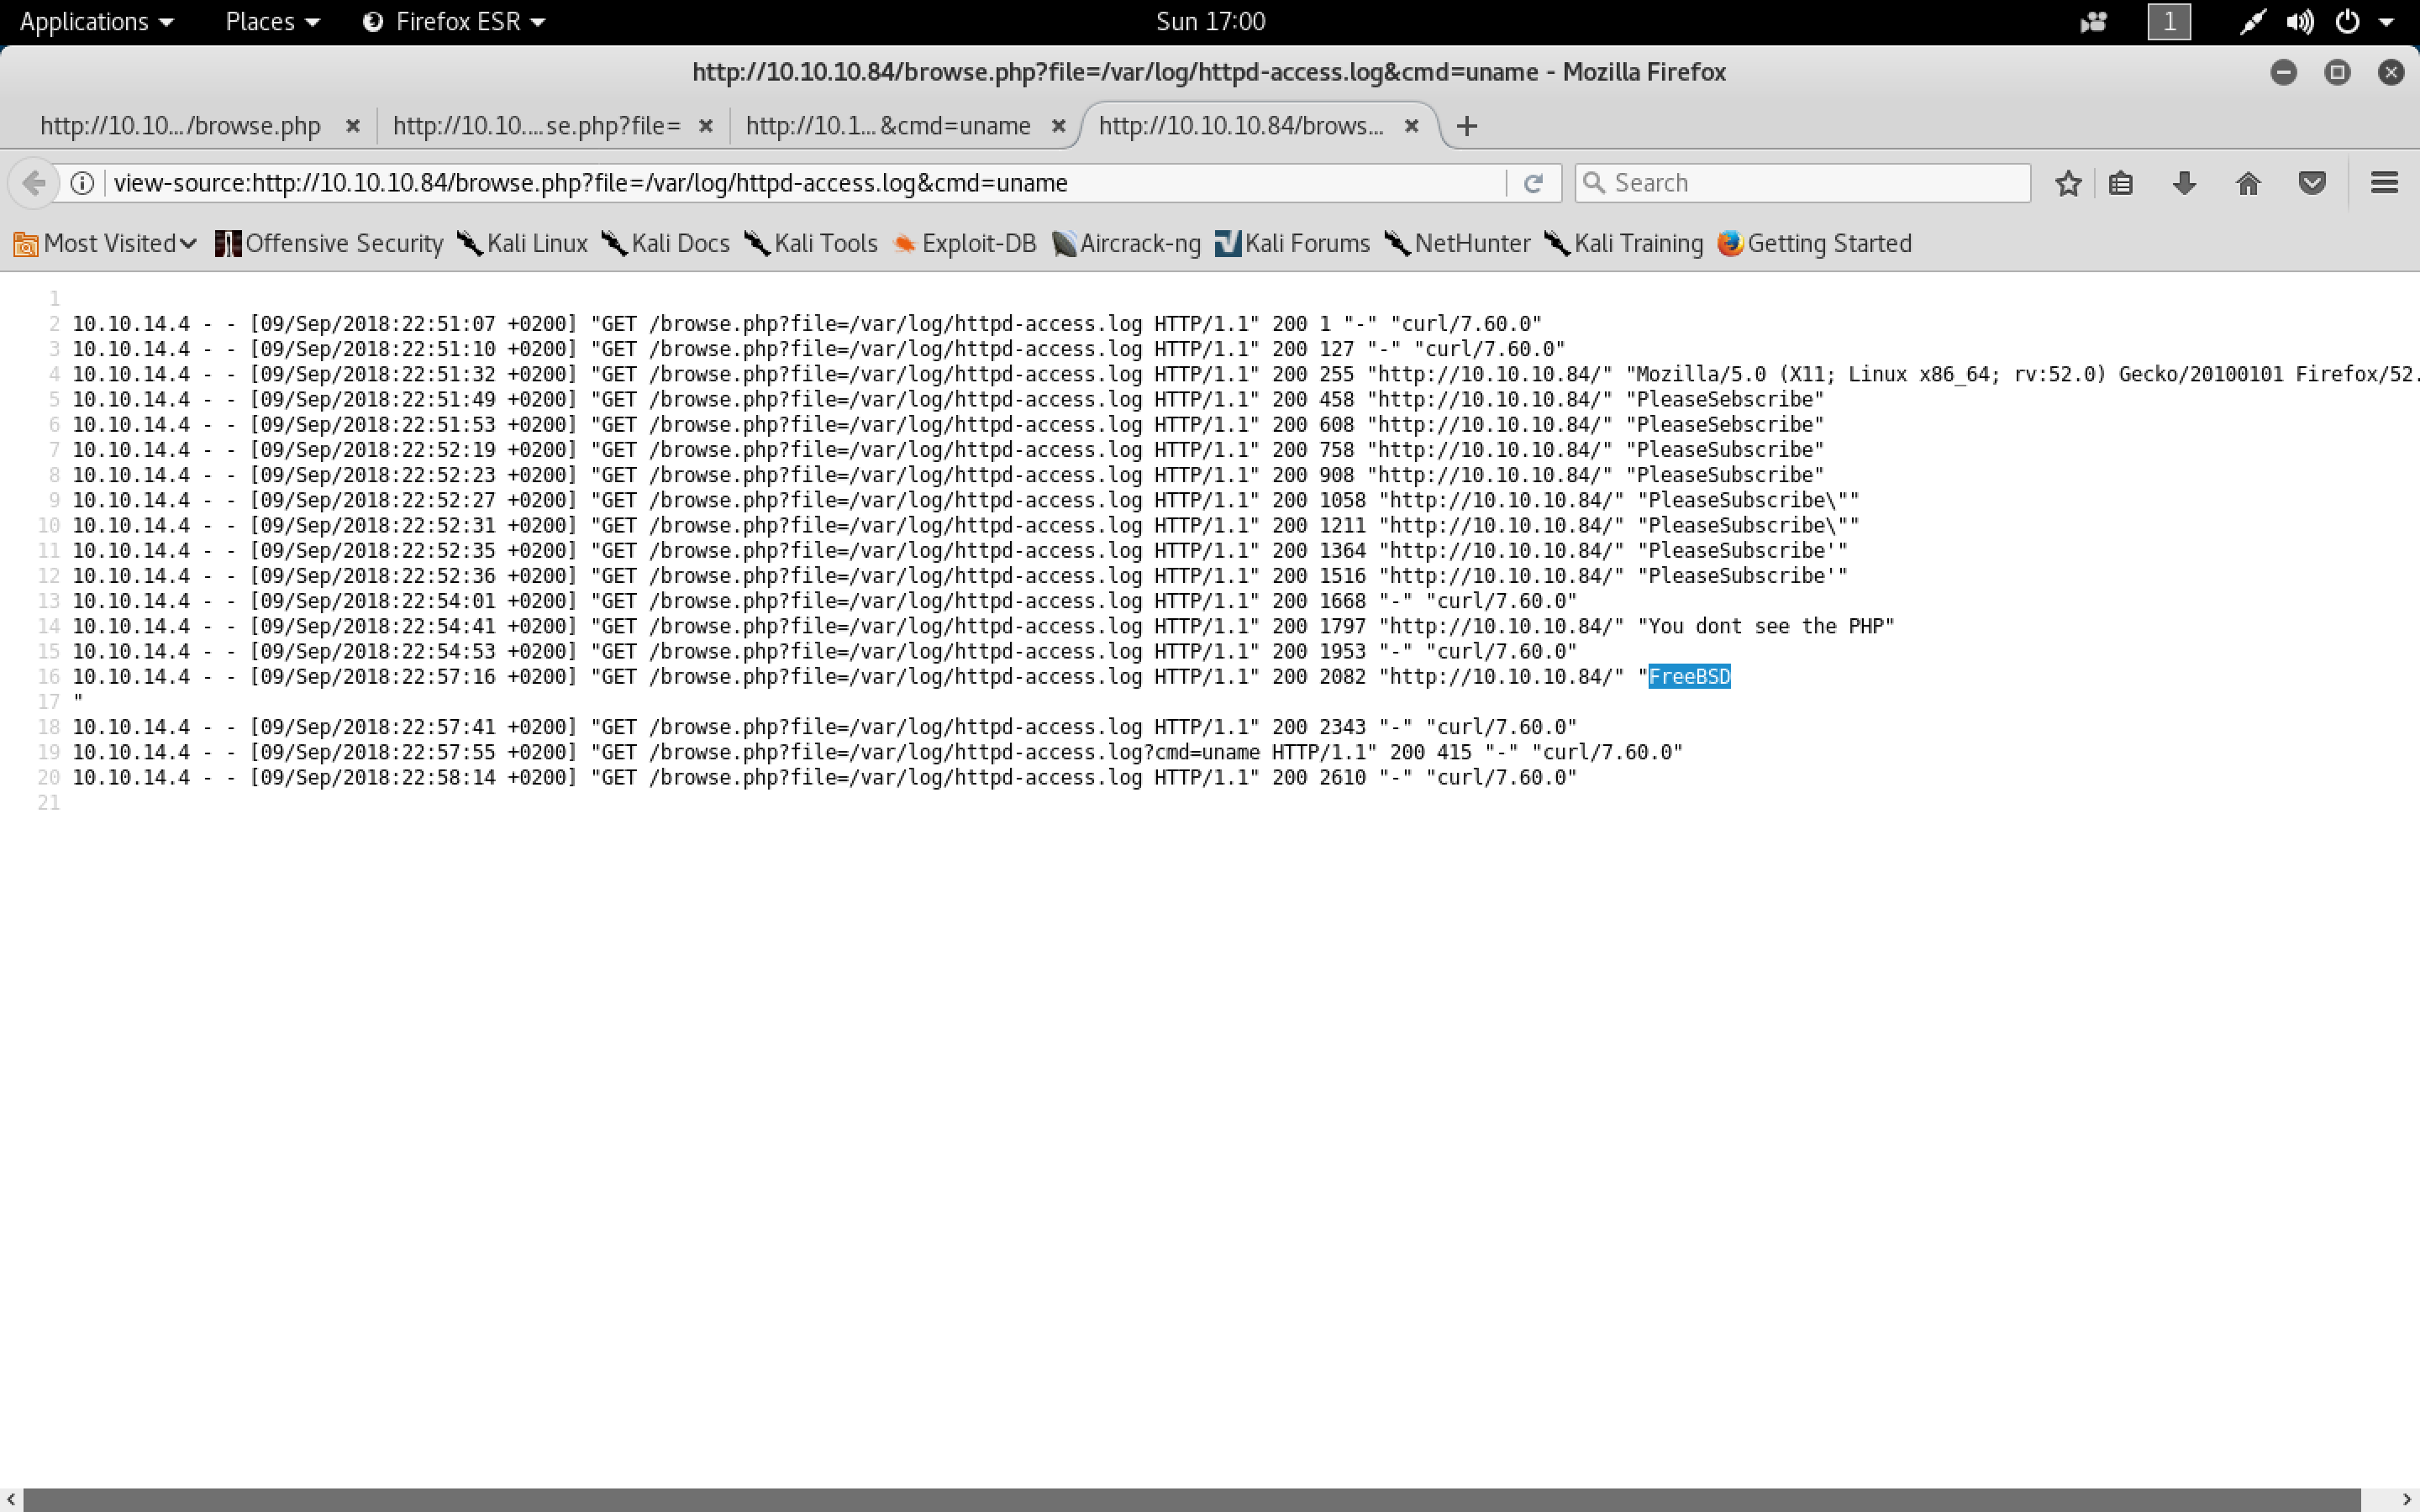 Applications Places Firefox ESR Sun 17:00 1
http://10.10.10.84/browse.php?file=/var/log/httpd-access.log&cmd=uname - Mozilla Firefox
http://10.10.../browse.php http://10.10....se.php?file= http://10.1...&cmd=uname http://10.10.10.84/brows...
view-source:http://10.10.10.84/browse.php?file=/var/log/httpd-access.log&cmd=uname Search
Most Visited Offensive Security Kali Linux Kali Docs Kali Tools Exploit-DB Aircrack-ng Kali Forums NetHunter Kali Training Getting Started
1
2 10.10.14.4 - - [09/Sep/2018:22:51:07 +0200] "GET /browse.php?file=/var/log/httpd-access.log HTTP/1.1" 200 1 "-" "curl/7.60.0"
3 10.10.14.4 - - [09/Sep/2018:22:51:10 +0200] "GET /browse.php?file=/var/log/httpd-access.log HTTP/1.1" 200 127 "-" "curl/7.60.0"
4 10.10.14.4 - - [09/Sep/2018:22:51:32 +0200] "GET /browse.php?file=/var/log/httpd-access.log HTTP/1.1" 200 255 "http://10.10.10.84/" "Mozilla/5.0 (X11; Linux x86_64; rv:52.0) Gecko/20100101 Firefox/52.
5 10.10.14.4 - - [09/Sep/2018:22:51:49 +0200] "GET /browse.php?file=/var/log/httpd-access.log HTTP/1.1" 200 458 "http://10.10.10.84/" "PleaseSebscribe"
6 10.10.14.4 - - [09/Sep/2018:22:51:53 +0200] "GET /browse.php?file=/var/log/httpd-access.log HTTP/1.1" 200 608 "http://10.10.10.84/" "PleaseSebscribe"
7 10.10.14.4 - - [09/Sep/2018:22:52:19 +0200] "GET /browse.php?file=/var/log/httpd-access.log HTTP/1.1" 200 758 "http://10.10.10.84/" "PleaseSubscribe"
8 10.10.14.4 - - [09/Sep/2018:22:52:23 +0200] "GET /browse.php?file=/var/log/httpd-access.log HTTP/1.1" 200 908 "http://10.10.10.84/" "PleaseSubscribe"
9 10.10.14.4 - - [09/Sep/2018:22:52:27 +0200] "GET /browse.php?file=/var/log/httpd-access.log HTTP/1.1" 200 1058 "http://10.10.10.84/" "PleaseSubscribe\""
10 10.10.14.4 - - [09/Sep/2018:22:52:31 +0200] "GET /browse.php?file=/var/log/httpd-access.log HTTP/1.1" 200 1211 "http://10.10.10.84/" "PleaseSubscribe\""
11 10.10.14.4 - - [09/Sep/2018:22:52:35 +0200] "GET /browse.php?file=/var/log/httpd-access.log HTTP/1.1" 200 1364 "http://10.10.10.84/" "PleaseSubscribe'"
12 10.10.14.4 - - [09/Sep/2018:22:52:36 +0200] "GET /browse.php?file=/var/log/httpd-access.log HTTP/1.1" 200 1516 "http://10.10.10.84/" "PleaseSubscribe'"
13 10.10.14.4 - - [09/Sep/2018:22:54:01 +0200] "GET /browse.php?file=/var/log/httpd-access.log HTTP/1.1" 200 1668 "-" "curl/7.60.0"
14 10.10.14.4 - - [09/Sep/2018:22:54:41 +0200] "GET /browse.php?file=/var/log/httpd-access.log HTTP/1.1" 200 1797 "http://10.10.10.84/" "You dont see the PHP"
15 10.10.14.4 - - [09/Sep/2018:22:54:53 +0200] "GET /browse.php?file=/var/log/httpd-access.log HTTP/1.1" 200 1953 "-" "curl/7.60.0"
16 10.10.14.4 - - [09/Sep/2018:22:57:16 +0200] "GET /browse.php?file=/var/log/httpd-access.log HTTP/1.1" 200 2082 "http://10.10.10.84/" "FreeBSD
17 "
18 10.10.14.4 - - [09/Sep/2018:22:57:41 +0200] "GET /browse.php?file=/var/log/httpd-access.log HTTP/1.1" 200 2343 "-" "curl/7.60.0"
19 10.10.14.4 - - [09/Sep/2018:22:57:55 +0200] "GET /browse.php?file=/var/log/httpd-access.log?cmd=uname HTTP/1.1" 200 415 "-" "curl/7.60.0"
20 10.10.14.4 - - [09/Sep/2018:22:58:14 +0200] "GET /browse.php?file=/var/log/httpd-access.log HTTP/1.1" 200 2610 "-" "curl/7.60.0"
21